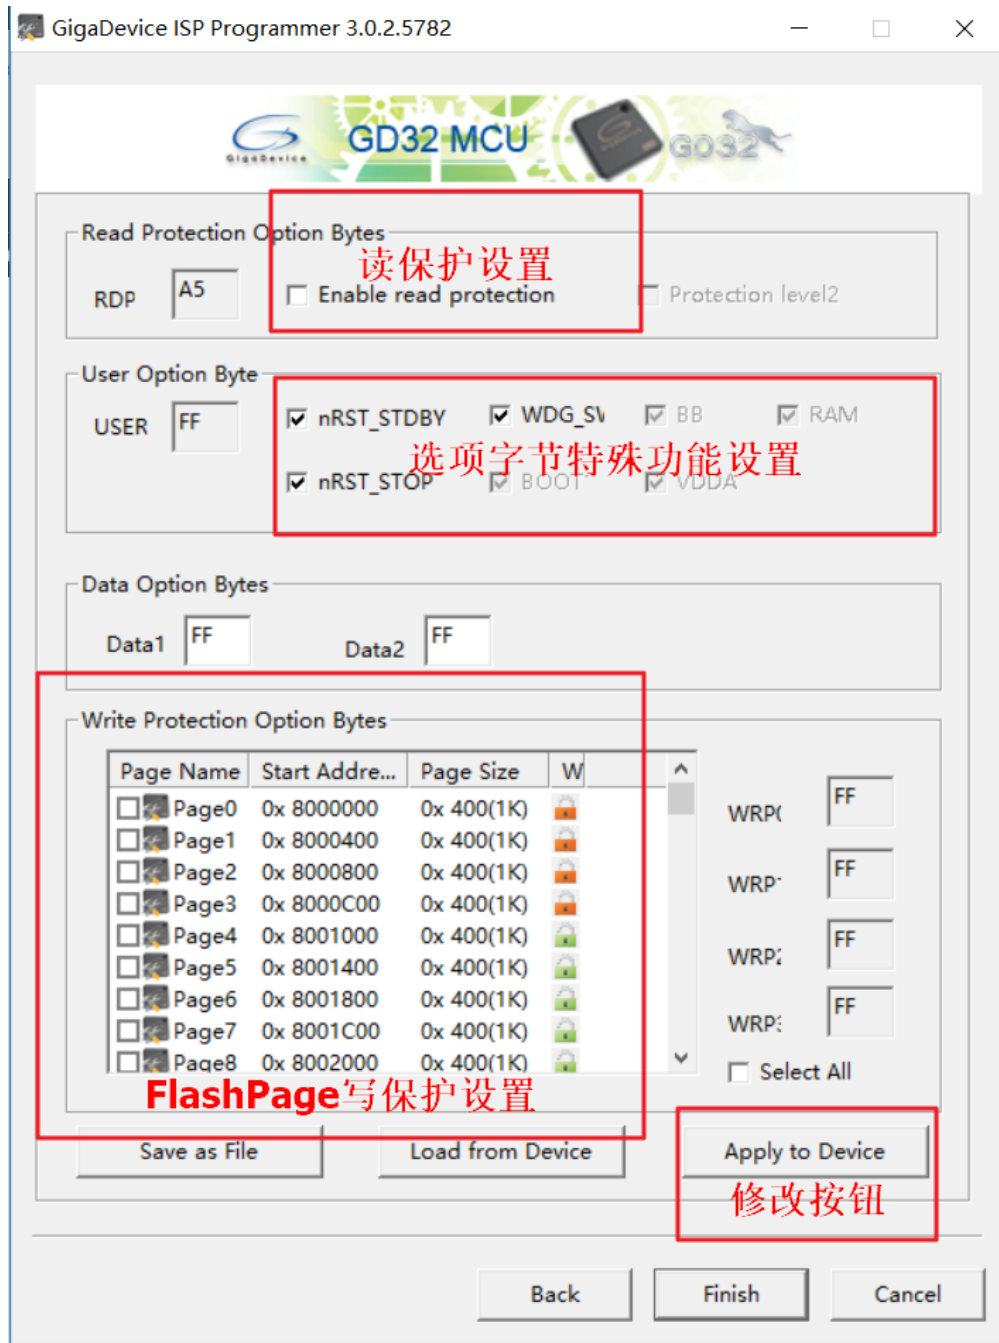 GigaDevice ISP Programmer 3.0.2.5782
GigaDevice
GD32 MCU
GD32
Read Protection Option Bytes
读保护设置
RDP
A5
Enable read protection
Protection level2
User Option Byte
USER
FF
nRST_STDBY
WDG_SV
BB
RAM
选项字节特殊功能设置
nRST_STOP
BOOT
VDDA
Data Option Bytes
Data1
FF
Data2
FF
Write Protection Option Bytes
Page Name Start Addre... Page Size W
Page0 0x 8000000 0x 400(1K)
Page1 0x 8000400 0x 400(1K)
Page2 0x 8000800 0x 400(1K)
Page3 0x 8000C00 0x 400(1K)
Page4 0x 8001000 0x 400(1K)
Page5 0x 8001400 0x 400(1K)
Page6 0x 8001800 0x 400(1K)
Page7 0x 8001C00 0x 400(1K)
Page8 0x 8002000 0x 400(1K)
WRP0
FF
WRP1
FF
WRP2
FF
WRP3
FF
Select All
FlashPage写保护设置
Save as File
Load from Device
Apply to Device
修改按钮
Back
Finish
Cancel